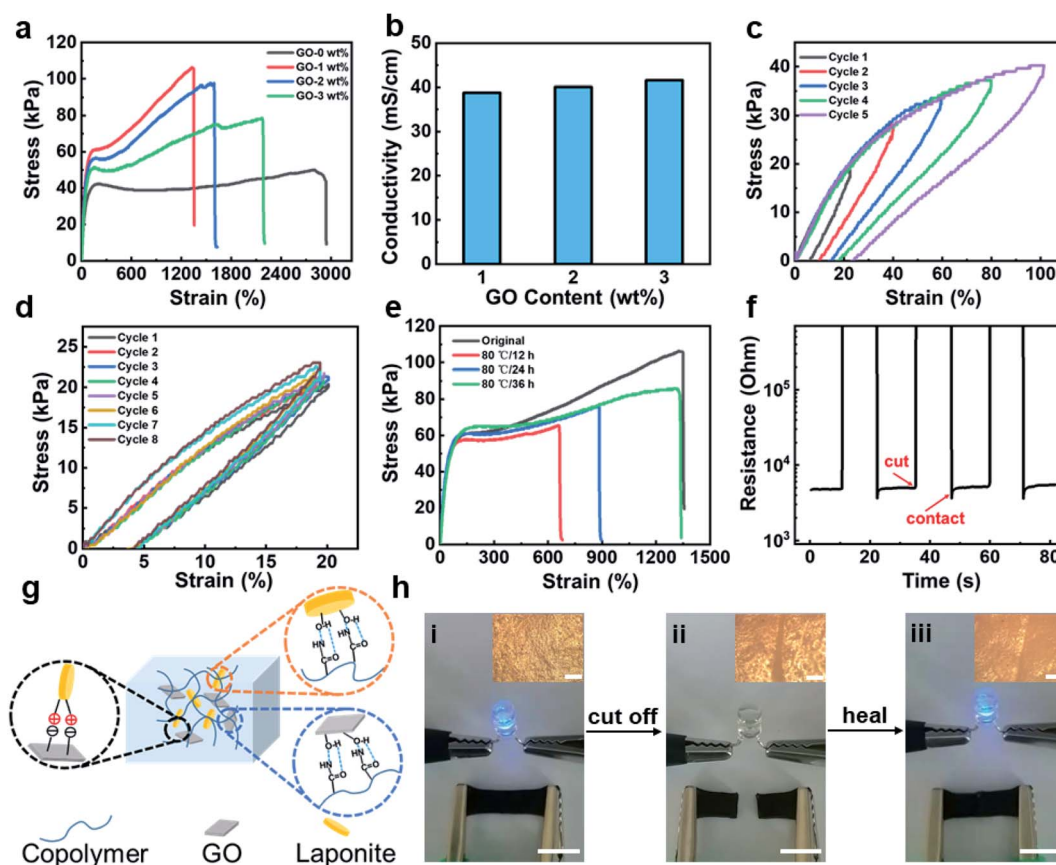 a
Stress (kPa)
120
100
80
60
40
20
0
GO-0 wt%
GO-1 wt%
GO-2 wt%
GO-3 wt%
0 600 1200 1800 2400 3000
Strain (%)
b
Conductivity (mS/cm)
50
40
30
20
10
0
1 2 3
GO Content (wt%)
c
Stress (kPa)
40
30
20
10
0
Cycle 1
Cycle 2
Cycle 3
Cycle 4
Cycle 5
0 20 40 60 80 100
Strain (%)
d
Stress (kPa)
25
20
15
10
5
0
Cycle 1
Cycle 2
Cycle 3
Cycle 4
Cycle 5
Cycle 6
Cycle 7
Cycle 8
0 5 10 15 20
Strain (%)
e
Stress (kPa)
120
100
80
60
40
20
0
Original
80 ℃/12 h
80 ℃/24 h
80 ℃/36 h
0 300 600 900 1200 1500
Strain (%)
f
Resistance (Ohm)
10⁵
10⁴
10³
cut
contact
0 20 40 60 80
Time (s)
g
O-H O-H
HN HN
C=O C=O
O-H O-H
HN HN
C=O C=O
Copolymer GO Laponite
h
i
cut off
ii
heal
iii